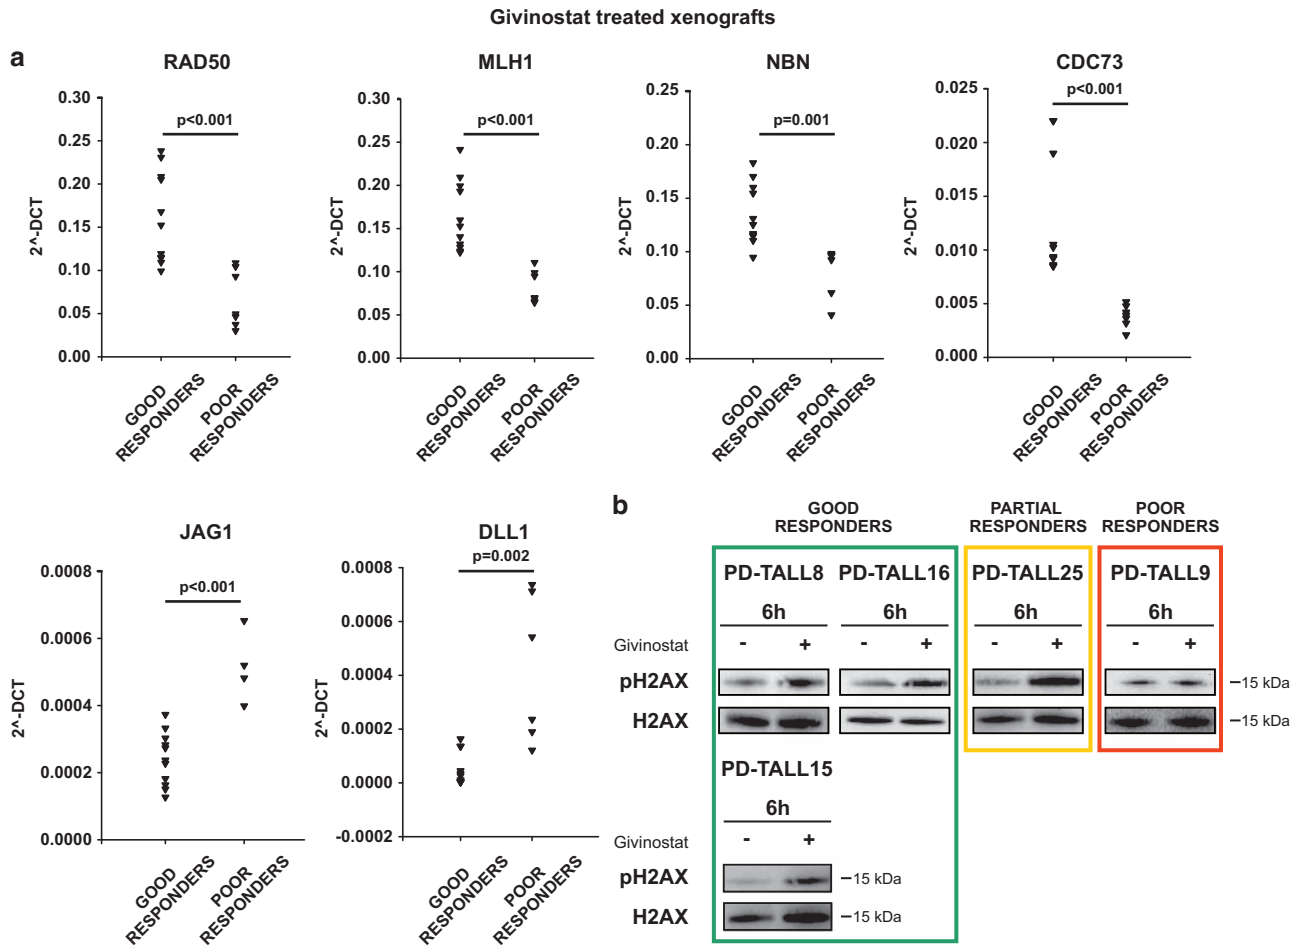 Givinostat treated xenografts
a
RAD50
MLH1
NBN
CDC73
2^-DCT
0.30
0.25
0.20
0.15
0.10
0.05
0.00
p<0.001
GOOD
RESPONDERS
POOR
RESPONDERS
2^-DCT
0.30
0.25
0.20
0.15
0.10
0.05
0.00
p<0.001
GOOD
RESPONDERS
POOR
RESPONDERS
2^-DCT
0.25
0.20
0.15
0.10
0.05
0.00
p=0.001
GOOD
RESPONDERS
POOR
RESPONDERS
2^-DCT
0.025
0.020
0.015
0.010
0.005
0.000
p<0.001
GOOD
RESPONDERS
POOR
RESPONDERS
JAG1
2^-DCT
0.0008
0.0006
0.0004
0.0002
0.0000
p<0.001
GOOD
RESPONDERS
POOR
RESPONDERS
DLL1
2^-DCT
0.0008
0.0006
0.0004
0.0002
0.0000
-0.0002
p=0.002
GOOD
RESPONDERS
POOR
RESPONDERS
b
GOOD
RESPONDERS
PARTIAL
RESPONDERS
POOR
RESPONDERS
PD-TALL8 PD-TALL16 PD-TALL25 PD-TALL9
6h 6h 6h 6h
Givinostat - + - + - + - +
pH2AX –15 kDa
H2AX –15 kDa
PD-TALL15
6h
Givinostat - +
pH2AX –15 kDa
H2AX –15 kDa